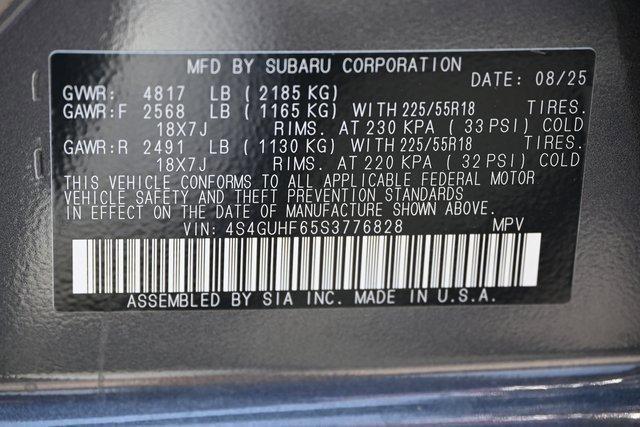 MFD BY SUBARU CORPORATION
DATE: 08/25
GVWR: 4817 LB ( 2185 KG)
GAWR:F 2568 LB ( 1165 KG) WITH 225/55R18 TIRES.
18X7J RIMS. AT 230 KPA ( 33 PSI) COLD
GAWR:R 2491 LB ( 1130 KG) WITH 225/55R18 TIRES.
18X7J RIMS. AT 220 KPA ( 32 PSI) COLD
THIS VEHICLE CONFORMS TO ALL APPLICABLE FEDERAL MOTOR
VEHICLE SAFETY AND THEFT PREVENTION STANDARDS
IN EFFECT ON THE DATE OF MANUFACTURE SHOWN ABOVE.
VIN: 4S4GUHF65S3776828 MPV
ASSEMBLED BY SIA INC. MADE IN U.S.A.